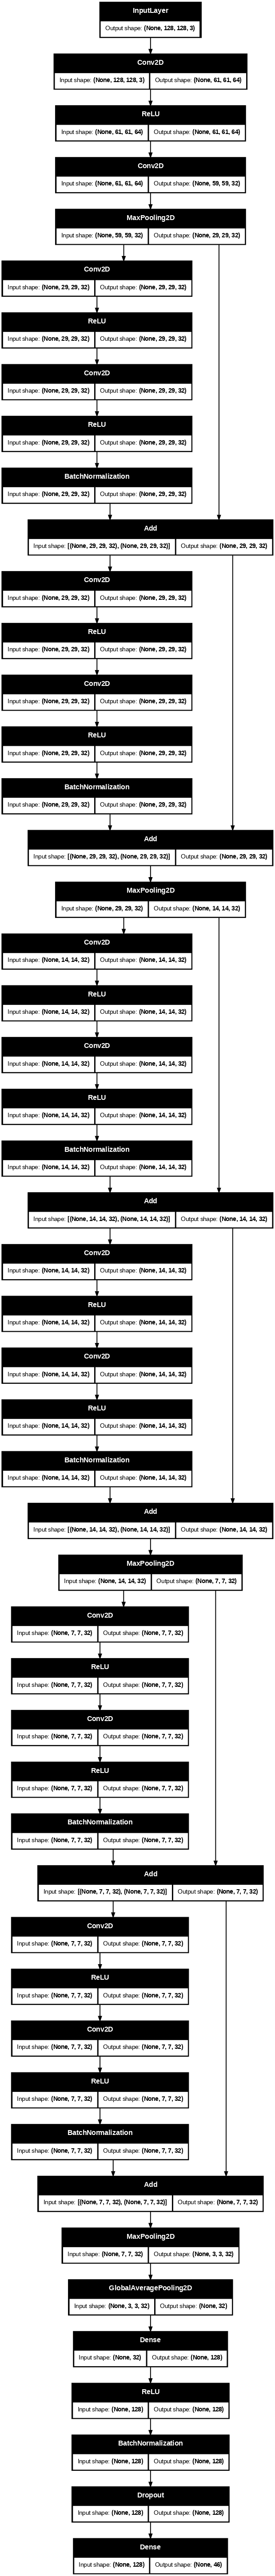 InputLayer
Output shape: (None, 128, 128, 3)
Conv2D
Input shape: (None, 128, 128, 3) Output shape: (None, 61, 61, 64)
ReLU
Input shape: (None, 61, 61, 64) Output shape: (None, 61, 61, 64)
Conv2D
Input shape: (None, 61, 61, 64) Output shape: (None, 59, 59, 32)
MaxPooling2D
Input shape: (None, 59, 59, 32) Output shape: (None, 29, 29, 32)
Conv2D
Input shape: (None, 29, 29, 32) Output shape: (None, 29, 29, 32)
ReLU
Input shape: (None, 29, 29, 32) Output shape: (None, 29, 29, 32)
Conv2D
Input shape: (None, 29, 29, 32) Output shape: (None, 29, 29, 32)
ReLU
Input shape: (None, 29, 29, 32) Output shape: (None, 29, 29, 32)
BatchNormalization
Input shape: (None, 29, 29, 32) Output shape: (None, 29, 29, 32)
Add
Input shape: [(None, 29, 29, 32), (None, 29, 29, 32)] Output shape: (None, 29, 29, 32)
Conv2D
Input shape: (None, 29, 29, 32) Output shape: (None, 29, 29, 32)
ReLU
Input shape: (None, 29, 29, 32) Output shape: (None, 29, 29, 32)
Conv2D
Input shape: (None, 29, 29, 32) Output shape: (None, 29, 29, 32)
ReLU
Input shape: (None, 29, 29, 32) Output shape: (None, 29, 29, 32)
BatchNormalization
Input shape: (None, 29, 29, 32) Output shape: (None, 29, 29, 32)
Add
Input shape: [(None, 29, 29, 32), (None, 29, 29, 32)] Output shape: (None, 29, 29, 32)
MaxPooling2D
Input shape: (None, 29, 29, 32) Output shape: (None, 14, 14, 32)
Conv2D
Input shape: (None, 14, 14, 32) Output shape: (None, 14, 14, 32)
ReLU
Input shape: (None, 14, 14, 32) Output shape: (None, 14, 14, 32)
Conv2D
Input shape: (None, 14, 14, 32) Output shape: (None, 14, 14, 32)
ReLU
Input shape: (None, 14, 14, 32) Output shape: (None, 14, 14, 32)
BatchNormalization
Input shape: (None, 14, 14, 32) Output shape: (None, 14, 14, 32)
Add
Input shape: [(None, 14, 14, 32), (None, 14, 14, 32)] Output shape: (None, 14, 14, 32)
Conv2D
Input shape: (None, 14, 14, 32) Output shape: (None, 14, 14, 32)
ReLU
Input shape: (None, 14, 14, 32) Output shape: (None, 14, 14, 32)
Conv2D
Input shape: (None, 14, 14, 32) Output shape: (None, 14, 14, 32)
ReLU
Input shape: (None, 14, 14, 32) Output shape: (None, 14, 14, 32)
BatchNormalization
Input shape: (None, 14, 14, 32) Output shape: (None, 14, 14, 32)
Add
Input shape: [(None, 14, 14, 32), (None, 14, 14, 32)] Output shape: (None, 14, 14, 32)
MaxPooling2D
Input shape: (None, 14, 14, 32) Output shape: (None, 7, 7, 32)
Conv2D
Input shape: (None, 7, 7, 32) Output shape: (None, 7, 7, 32)
ReLU
Input shape: (None, 7, 7, 32) Output shape: (None, 7, 7, 32)
Conv2D
Input shape: (None, 7, 7, 32) Output shape: (None, 7, 7, 32)
ReLU
Input shape: (None, 7, 7, 32) Output shape: (None, 7, 7, 32)
BatchNormalization
Input shape: (None, 7, 7, 32) Output shape: (None, 7, 7, 32)
Add
Input shape: [(None, 7, 7, 32), (None, 7, 7, 32)] Output shape: (None, 7, 7, 32)
Conv2D
Input shape: (None, 7, 7, 32) Output shape: (None, 7, 7, 32)
ReLU
Input shape: (None, 7, 7, 32) Output shape: (None, 7, 7, 32)
Conv2D
Input shape: (None, 7, 7, 32) Output shape: (None, 7, 7, 32)
ReLU
Input shape: (None, 7, 7, 32) Output shape: (None, 7, 7, 32)
BatchNormalization
Input shape: (None, 7, 7, 32) Output shape: (None, 7, 7, 32)
Add
Input shape: [(None, 7, 7, 32), (None, 7, 7, 32)] Output shape: (None, 7, 7, 32)
MaxPooling2D
Input shape: (None, 7, 7, 32) Output shape: (None, 3, 3, 32)
GlobalAveragePooling2D
Input shape: (None, 3, 3, 32) Output shape: (None, 32)
Dense
Input shape: (None, 32) Output shape: (None, 128)
ReLU
Input shape: (None, 128) Output shape: (None, 128)
BatchNormalization
Input shape: (None, 128) Output shape: (None, 128)
Dropout
Input shape: (None, 128) Output shape: (None, 128)
Dense
Input shape: (None, 128) Output shape: (None, 46)